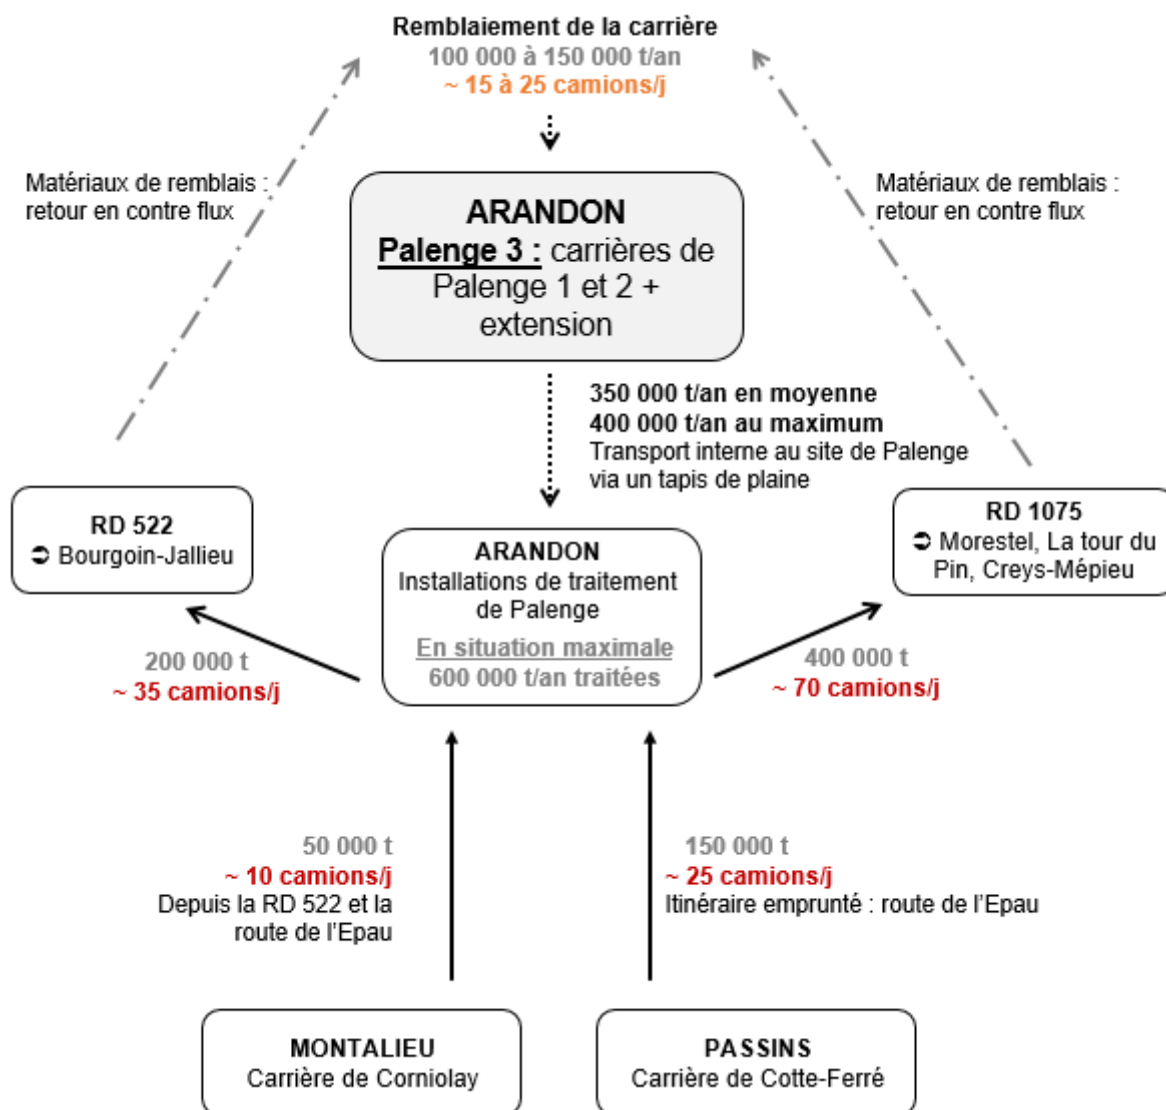 Remblaiement de la carrière
100 000 à 150 000 t/an
~ 15 à 25 camions/j
Matériaux de remblais :
retour en contre flux
Matériaux de remblais :
retour en contre flux
ARANDON
Palenge 3 : carrières de
Palenge 1 et 2 +
extension
350 000 t/an en moyenne
400 000 t/an au maximum
Transport interne au site de Palenge
via un tapis de plaine
RD 522
➲ Bourgoin-Jallieu
ARANDON
Installations de traitement
de Palenge
En situation maximale
600 000 t/an traitées
RD 1075
➲ Morestel, La tour du
Pin, Creys-Mépieu
200 000 t
~ 35 camions/j
400 000 t
~ 70 camions/j
50 000 t
~ 10 camions/j
Depuis la RD 522 et la
route de l’Epau
150 000 t
~ 25 camions/j
Itinéraire emprunté : route de l’Epau
MONTALIEU
Carrière de Corniolay
PASSINS
Carrière de Cotte-Ferré